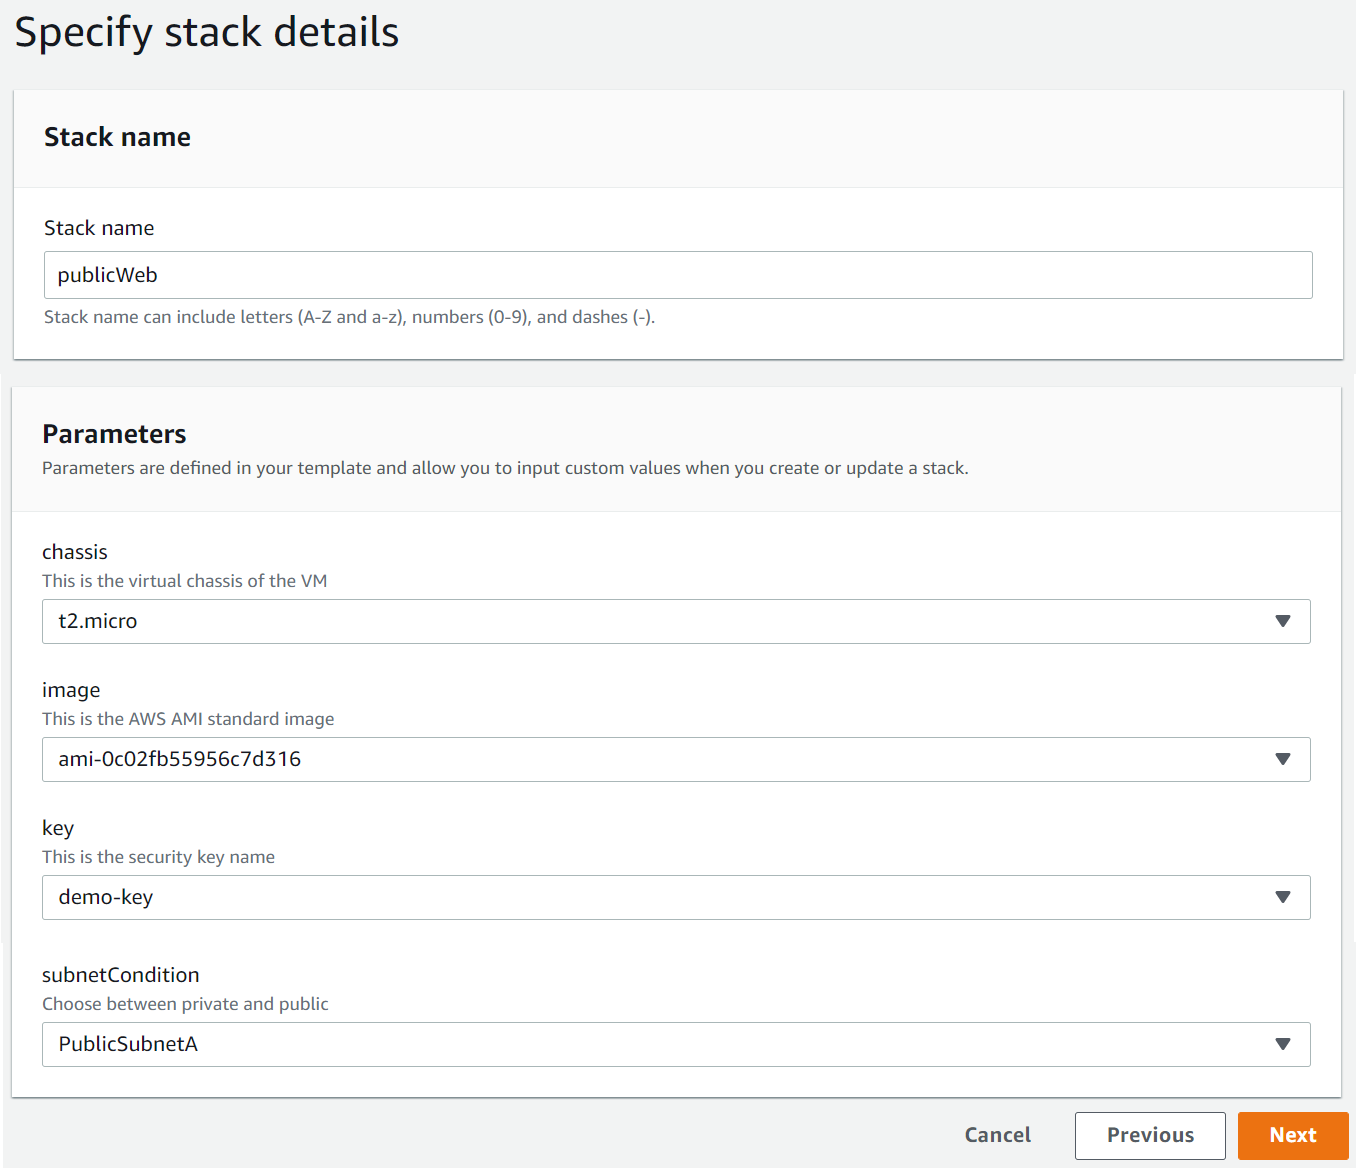 Specify stack details
Stack name
Stack name
publicWeb
Stack name can include letters (A-Z and a-z), numbers (0-9), and dashes (-).
Parameters
Parameters are defined in your template and allow you to input custom values when you create or update a stack.
chassis
This is the virtual chassis of the VM
t2.micro
image
This is the AWS AMI standard image
ami-0c02fb55956c7d316
key
This is the security key name
demo-key
subnetCondition
Choose between private and public
PublicSubnetA
Cancel Previous Next